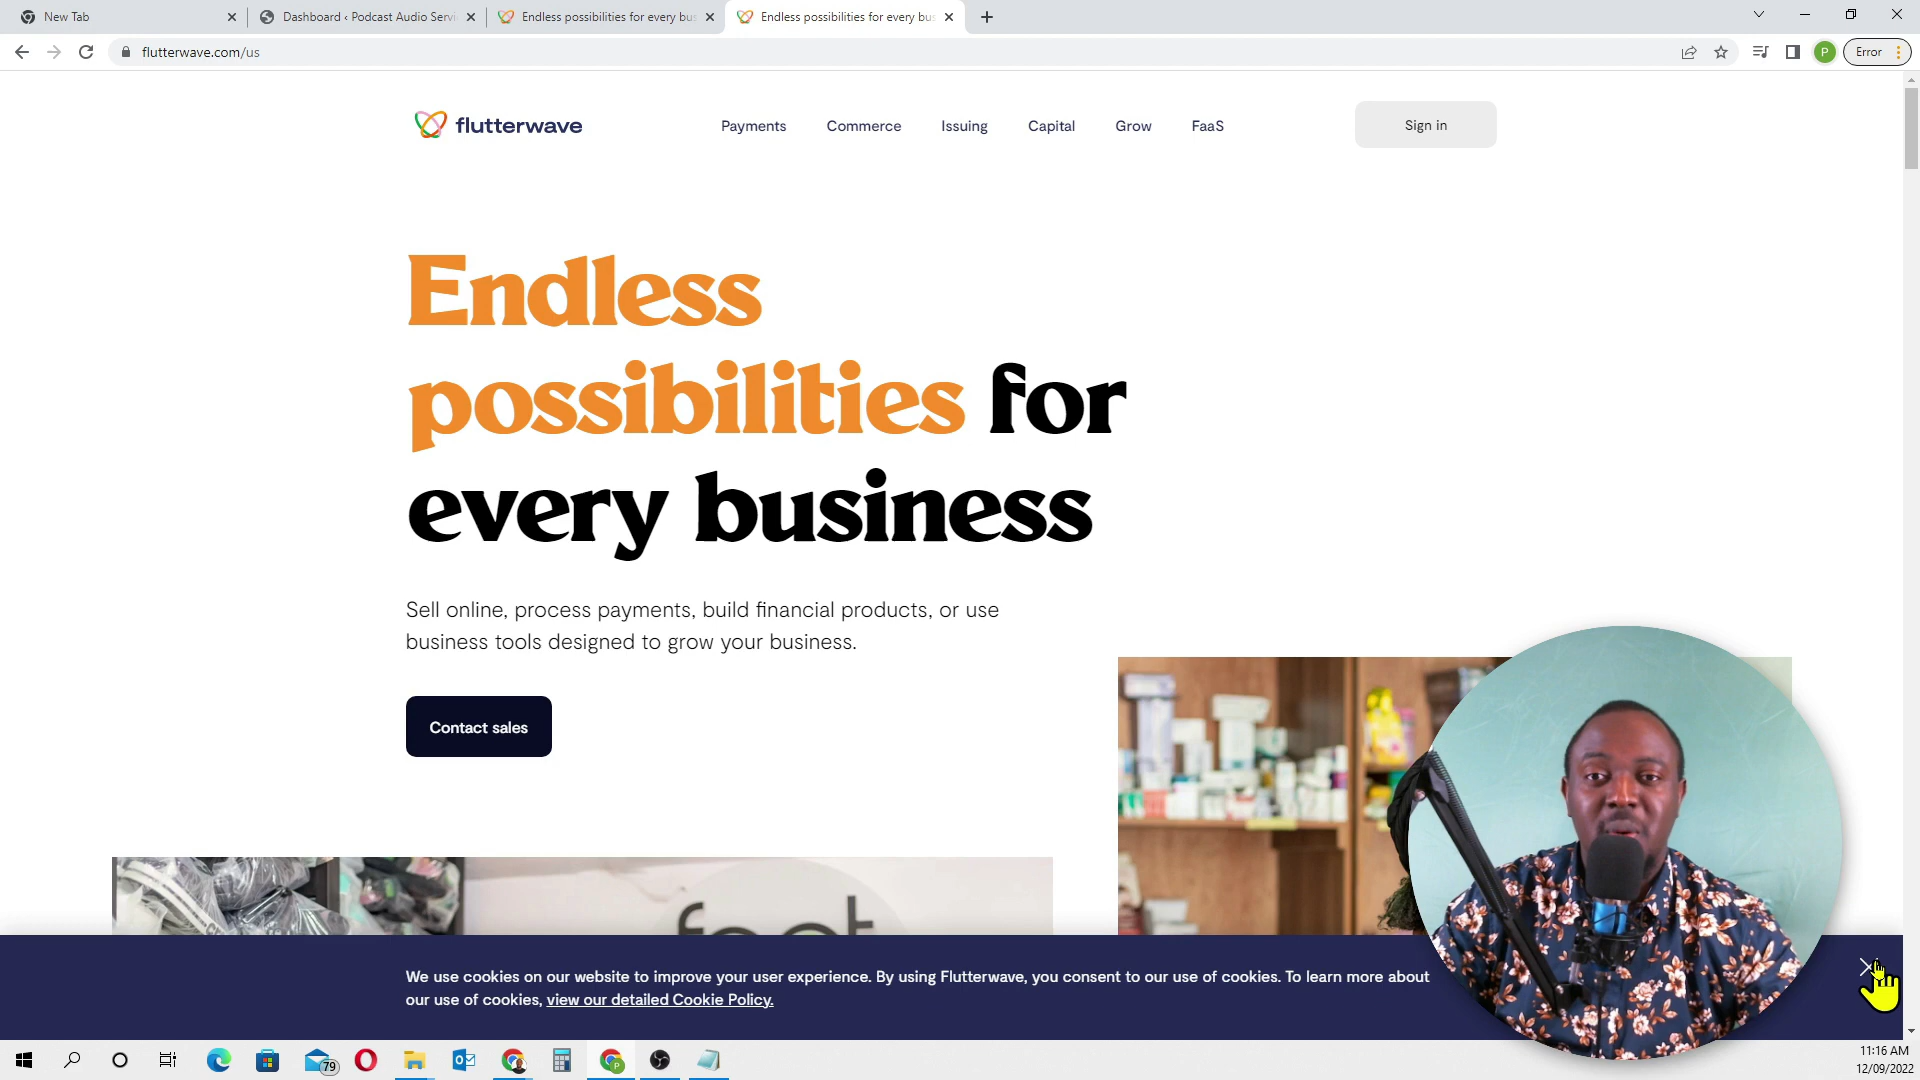 New Tab
Dashboard ‹ Podcast Audio Servi
Endless possibilities for every bus
Endless possibilities for every bus
flutterwave.com/us
P
Error
flutterwave
Payments
Commerce
Issuing
Capital
Grow
FaaS
Sign in
Endless
possibilities for
every business
Sell online, process payments, build financial products, or use
business tools designed to grow your business.
Contact sales
We use cookies on our website to improve your user experience. By using Flutterwave, you consent to our use of cookies. To learn more about
our use of cookies, view our detailed Cookie Policy.
79
11:16 AM
12/09/2022